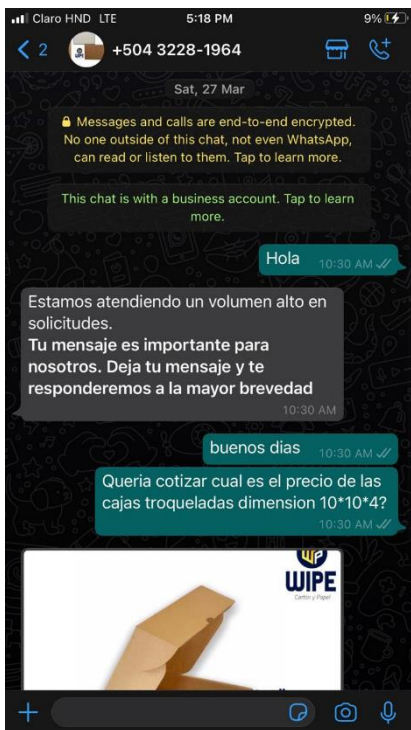 Claro HND LTE 5:18 PM 9%
2 +504 3228-1964
Sat, 27 Mar
Messages and calls are end-to-end encrypted.
No one outside of this chat, not even WhatsApp,
can read or listen to them. Tap to learn more.
This chat is with a business account. Tap to learn
more.
Hola 10:30 AM
Estamos atendiendo un volumen alto en
solicitudes.
Tu mensaje es importante para
nosotros. Deja tu mensaje y te
responderemos a la mayor brevedad
10:30 AM
buenos dias 10:30 AM
Queria cotizar cual es el precio de las
cajas troqueladas dimension 10*10*4?
10:30 AM
WIPE
Cartón y Papel